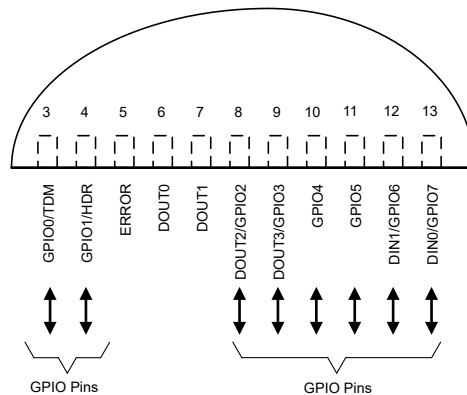 3 4 5 6 7 8 9 10 11 12 13
GPIO0/TDM
GPIO1/HDR
ERROR
DOUT0
DOUT1
DOUT2/GPIO2
DOUT3/GPIO3
GPIO4
GPIO5
DIN1/GPIO6
DIN0/GPIO7
GPIO Pins
GPIO Pins